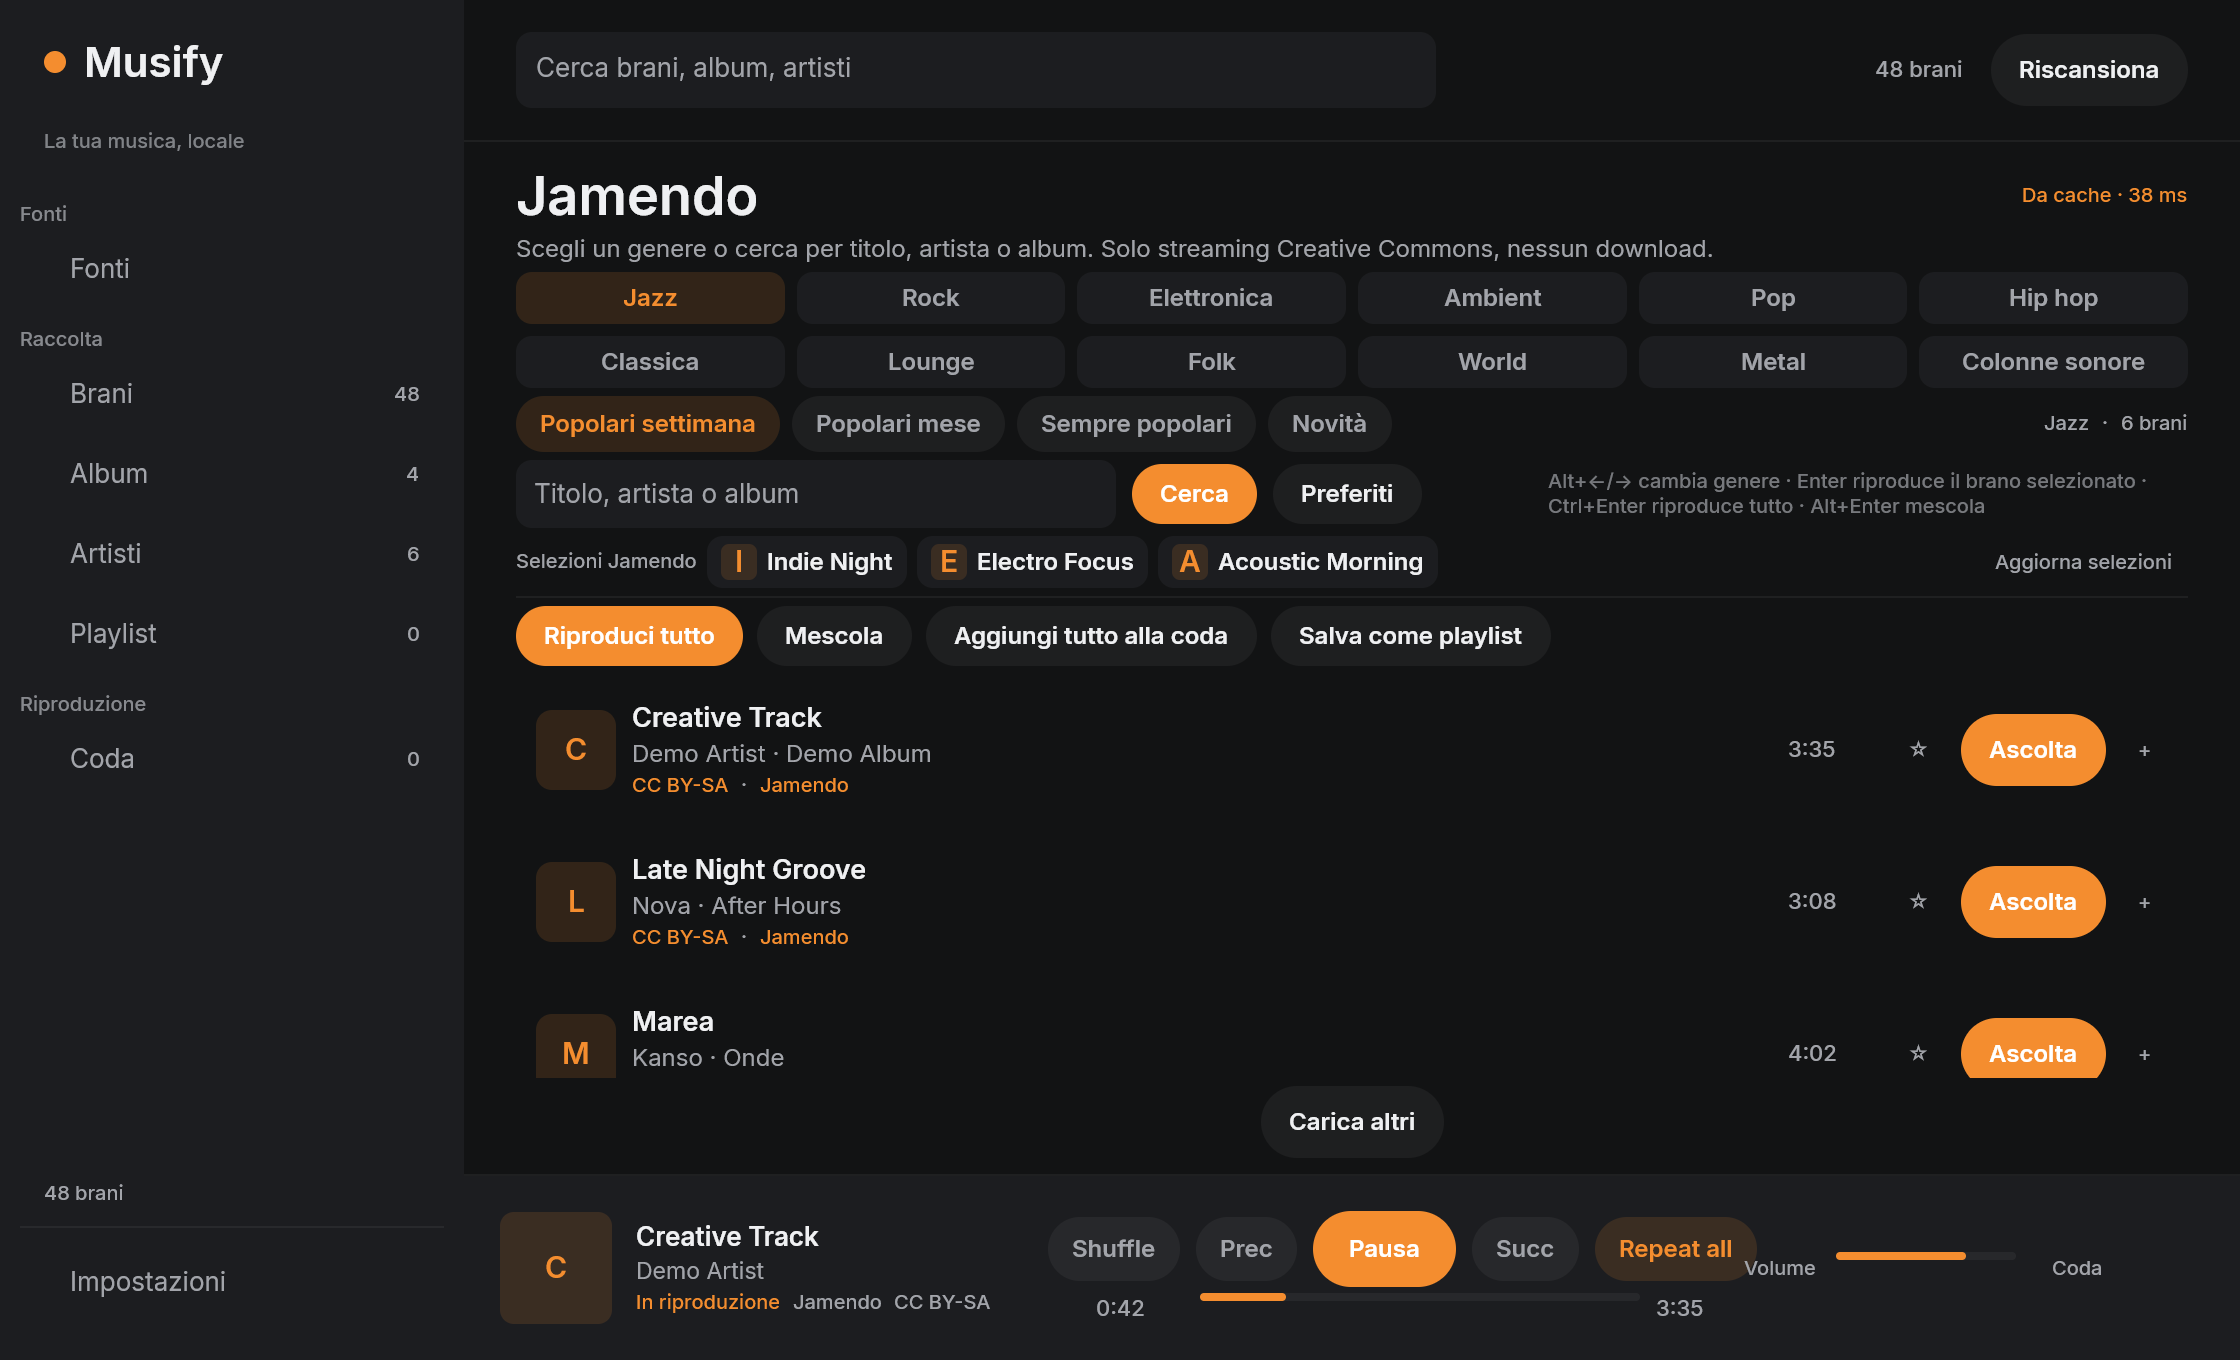 Musify
La tua musica, locale
Fonti
Fonti
Raccolta
Brani 48
Album 4
Artisti 6
Playlist 0
Riproduzione
Coda 0
48 brani
Impostazioni
Cerca brani, album, artisti
48 brani
Riscansiona
Jamendo
Da cache · 38 ms
Scegli un genere o cerca per titolo, artista o album. Solo streaming Creative Commons, nessun download.
Jazz Rock Elettronica Ambient Pop Hip hop
Classica Lounge Folk World Metal Colonne sonore
Popolari settimana Popolari mese Sempre popolari Novità Jazz · 6 brani
Titolo, artista o album Cerca Preferiti
Alt+←/→ cambia genere · Enter riproduce il brano selezionato ·
Ctrl+Enter riproduce tutto · Alt+Enter mescola
Selezioni Jamendo I Indie Night E Electro Focus A Acoustic Morning Aggiorna selezioni
Riproduci tutto Mescola Aggiungi tutto alla coda Salva come playlist
C
Creative Track
Demo Artist · Demo Album
CC BY-SA · Jamendo
3:35 ☆ Ascolta +
L
Late Night Groove
Nova · After Hours
CC BY-SA · Jamendo
3:08 ☆ Ascolta +
M
Marea
Kanso · Onde
4:02 ☆ Ascolta +
Carica altri
C
Creative Track
Demo Artist
In riproduzione Jamendo CC BY-SA
Shuffle Prec Pausa Succ Repeat all
0:42 3:35
Volume
Coda